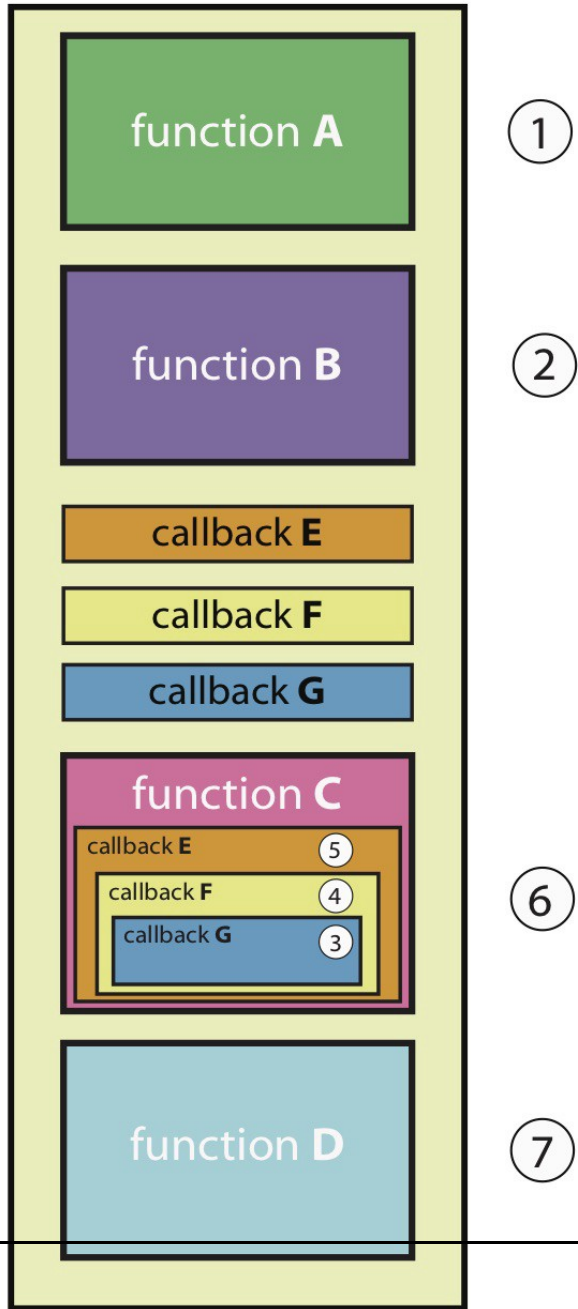 function A
1
function B
2
callback E
callback F
callback G
function C
callback E 5
callback F 4
6
callback G 3
function D
7